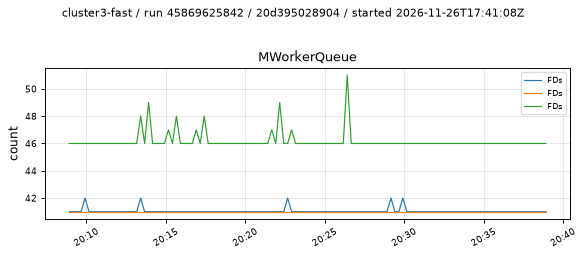 cluster3-fast / run 45869625842 / 20d395028904 / started 2026-11-26T17:41:08Z
MWorkerQueue
FDs
FDs
FDs
count
50
48
46
44
42
20:10
20:15
20:20
20:25
20:30
20:35
20:40